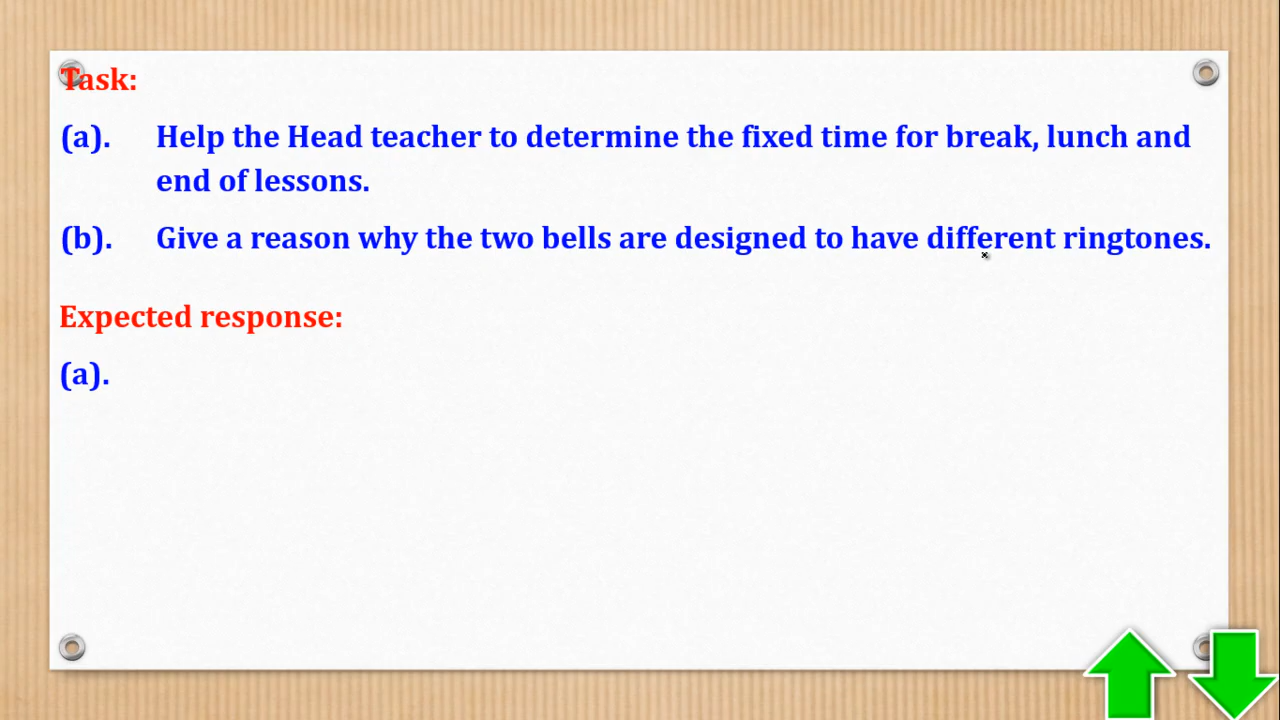 Task:
(a). Help the Head teacher to determine the fixed time for break, lunch and
end of lessons.
(b). Give a reason why the two bells are designed to have different ringtones.
Expected response:
(a).